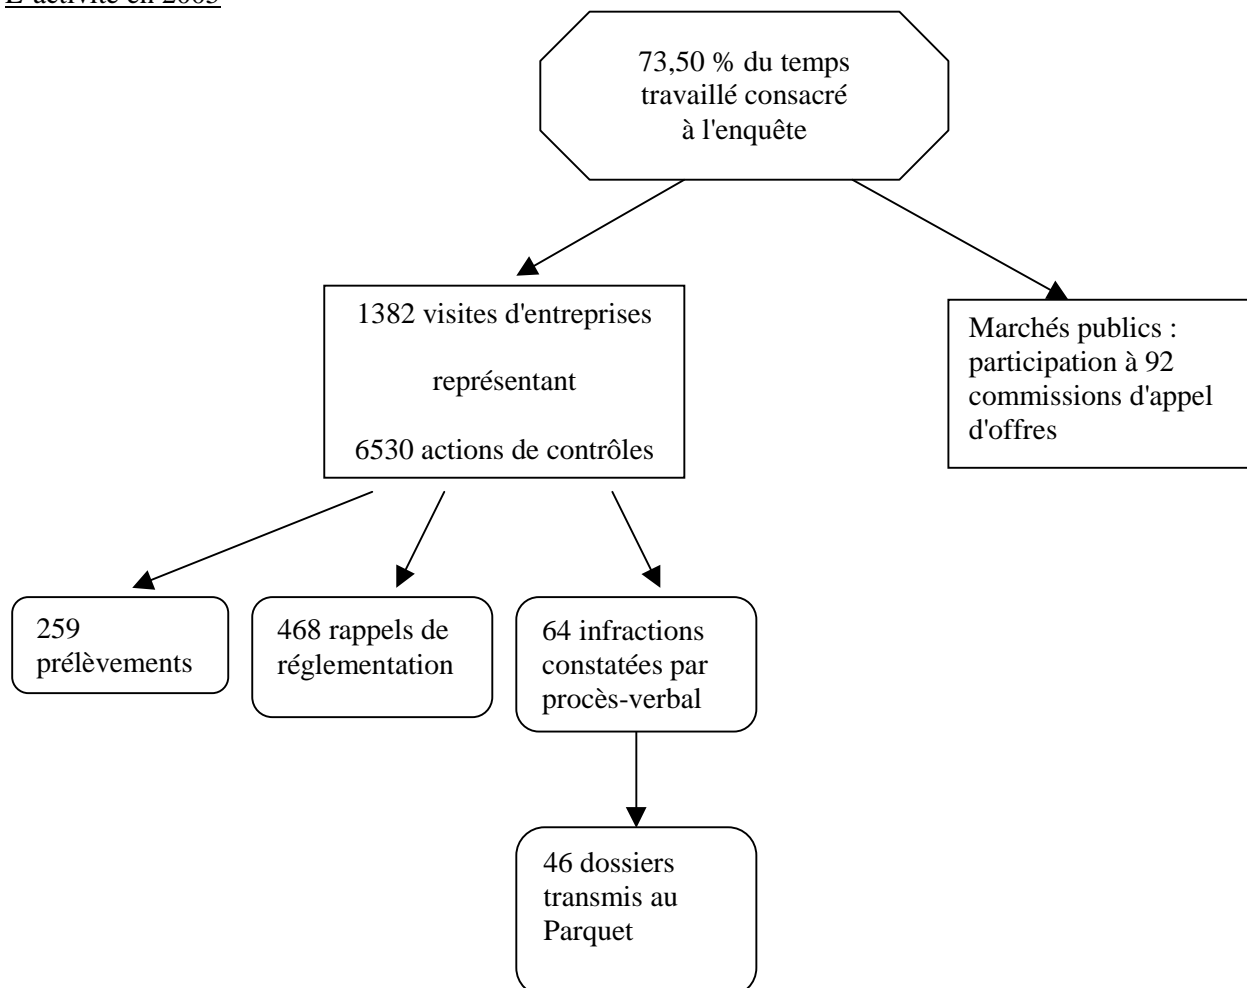 L'activité en 2005
73,50 % du temps
travaillé consacré
à l'enquête
1382 visites d'entreprises
représentant
6530 actions de contrôles
Marchés publics :
participation à 92
commissions d'appel
d'offres
259
prélèvements
468 rappels de
réglementation
64 infractions
constatées par
procès-verbal
46 dossiers
transmis au
Parquet